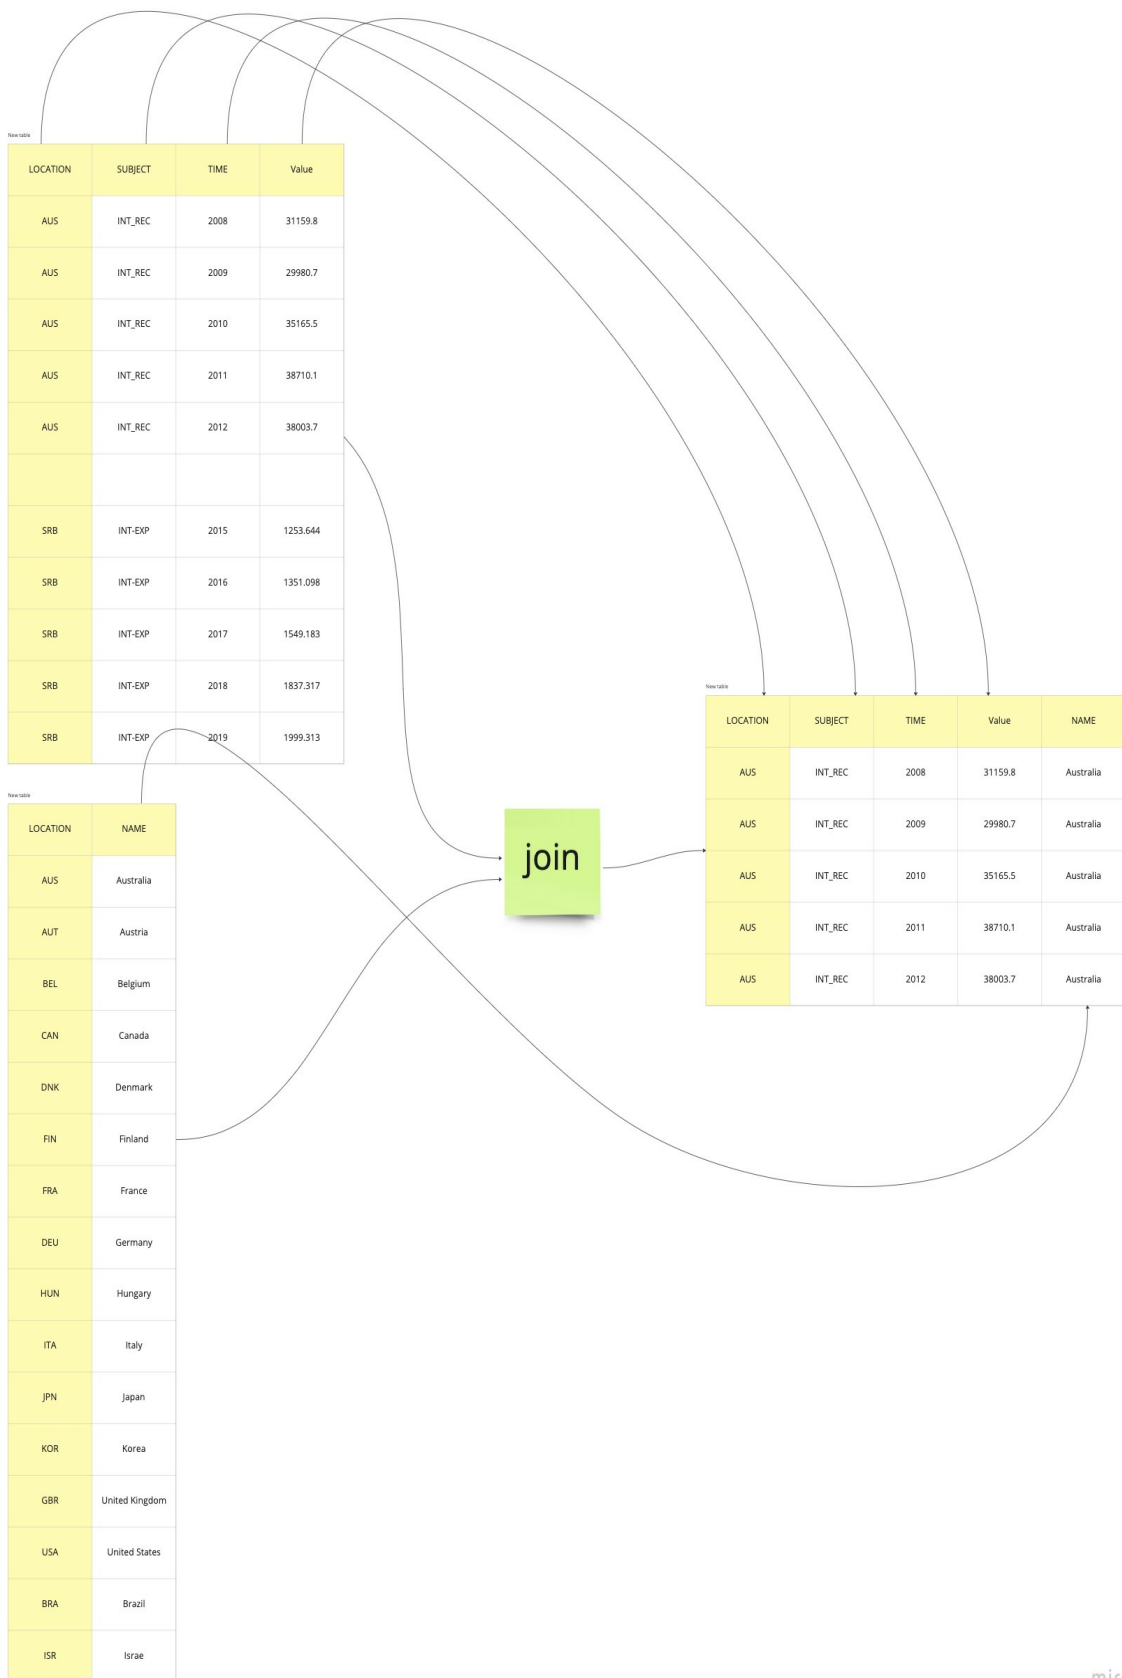 New table
LOCATION SUBJECT TIME Value
AUS INT_REC 2008 31159.8
AUS INT_REC 2009 29980.7
AUS INT_REC 2010 35165.5
AUS INT_REC 2011 38710.1
AUS INT_REC 2012 38003.7
SRB INT-EXP 2015 1253.644
SRB INT-EXP 2016 1351.098
SRB INT-EXP 2017 1549.183
SRB INT-EXP 2018 1837.317
SRB INT-EXP 2019 1999.313
New table
LOCATION NAME
AUS Australia
AUT Austria
BEL Belgium
CAN Canada
DNK Denmark
FIN Finland
FRA France
DEU Germany
HUN Hungary
ITA Italy
JPN Japan
KOR Korea
GBR United Kingdom
USA United States
BRA Brazil
ISR Israe
join
New table
LOCATION SUBJECT TIME Value NAME
AUS INT_REC 2008 31159.8 Australia
AUS INT_REC 2009 29980.7 Australia
AUS INT_REC 2010 35165.5 Australia
AUS INT_REC 2011 38710.1 Australia
AUS INT_REC 2012 38003.7 Australia